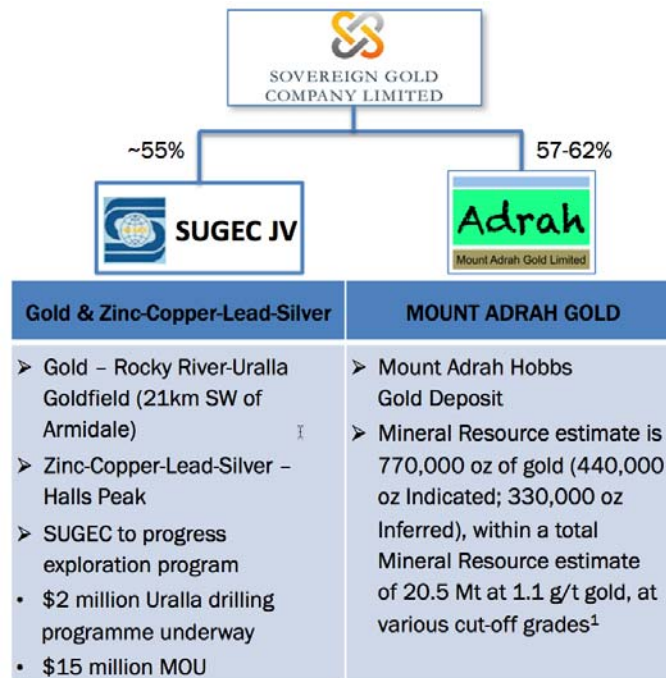 SOVEREIGN GOLD
COMPANY LIMITED
~55%
57-62%
SUGEC JV
Adrah
Mount Adrah Gold Limited
Gold & Zinc-Copper-Lead-Silver
➢ Gold – Rocky River-Uralla
Goldfield (21km SW of
Armidale)
➢ Zinc-Copper-Lead-Silver –
Halls Peak
➢ SUGEC to progress
exploration program
• $2 million Uralla drilling
programme underway
• $15 million MOU
MOUNT ADRAH GOLD
➢ Mount Adrah Hobbs
Gold Deposit
➢ Mineral Resource estimate is
770,000 oz of gold (440,000
oz Indicated; 330,000 oz
Inferred), within a total
Mineral Resource estimate
of 20.5 Mt at 1.1 g/t gold, at
various cut-off grades¹